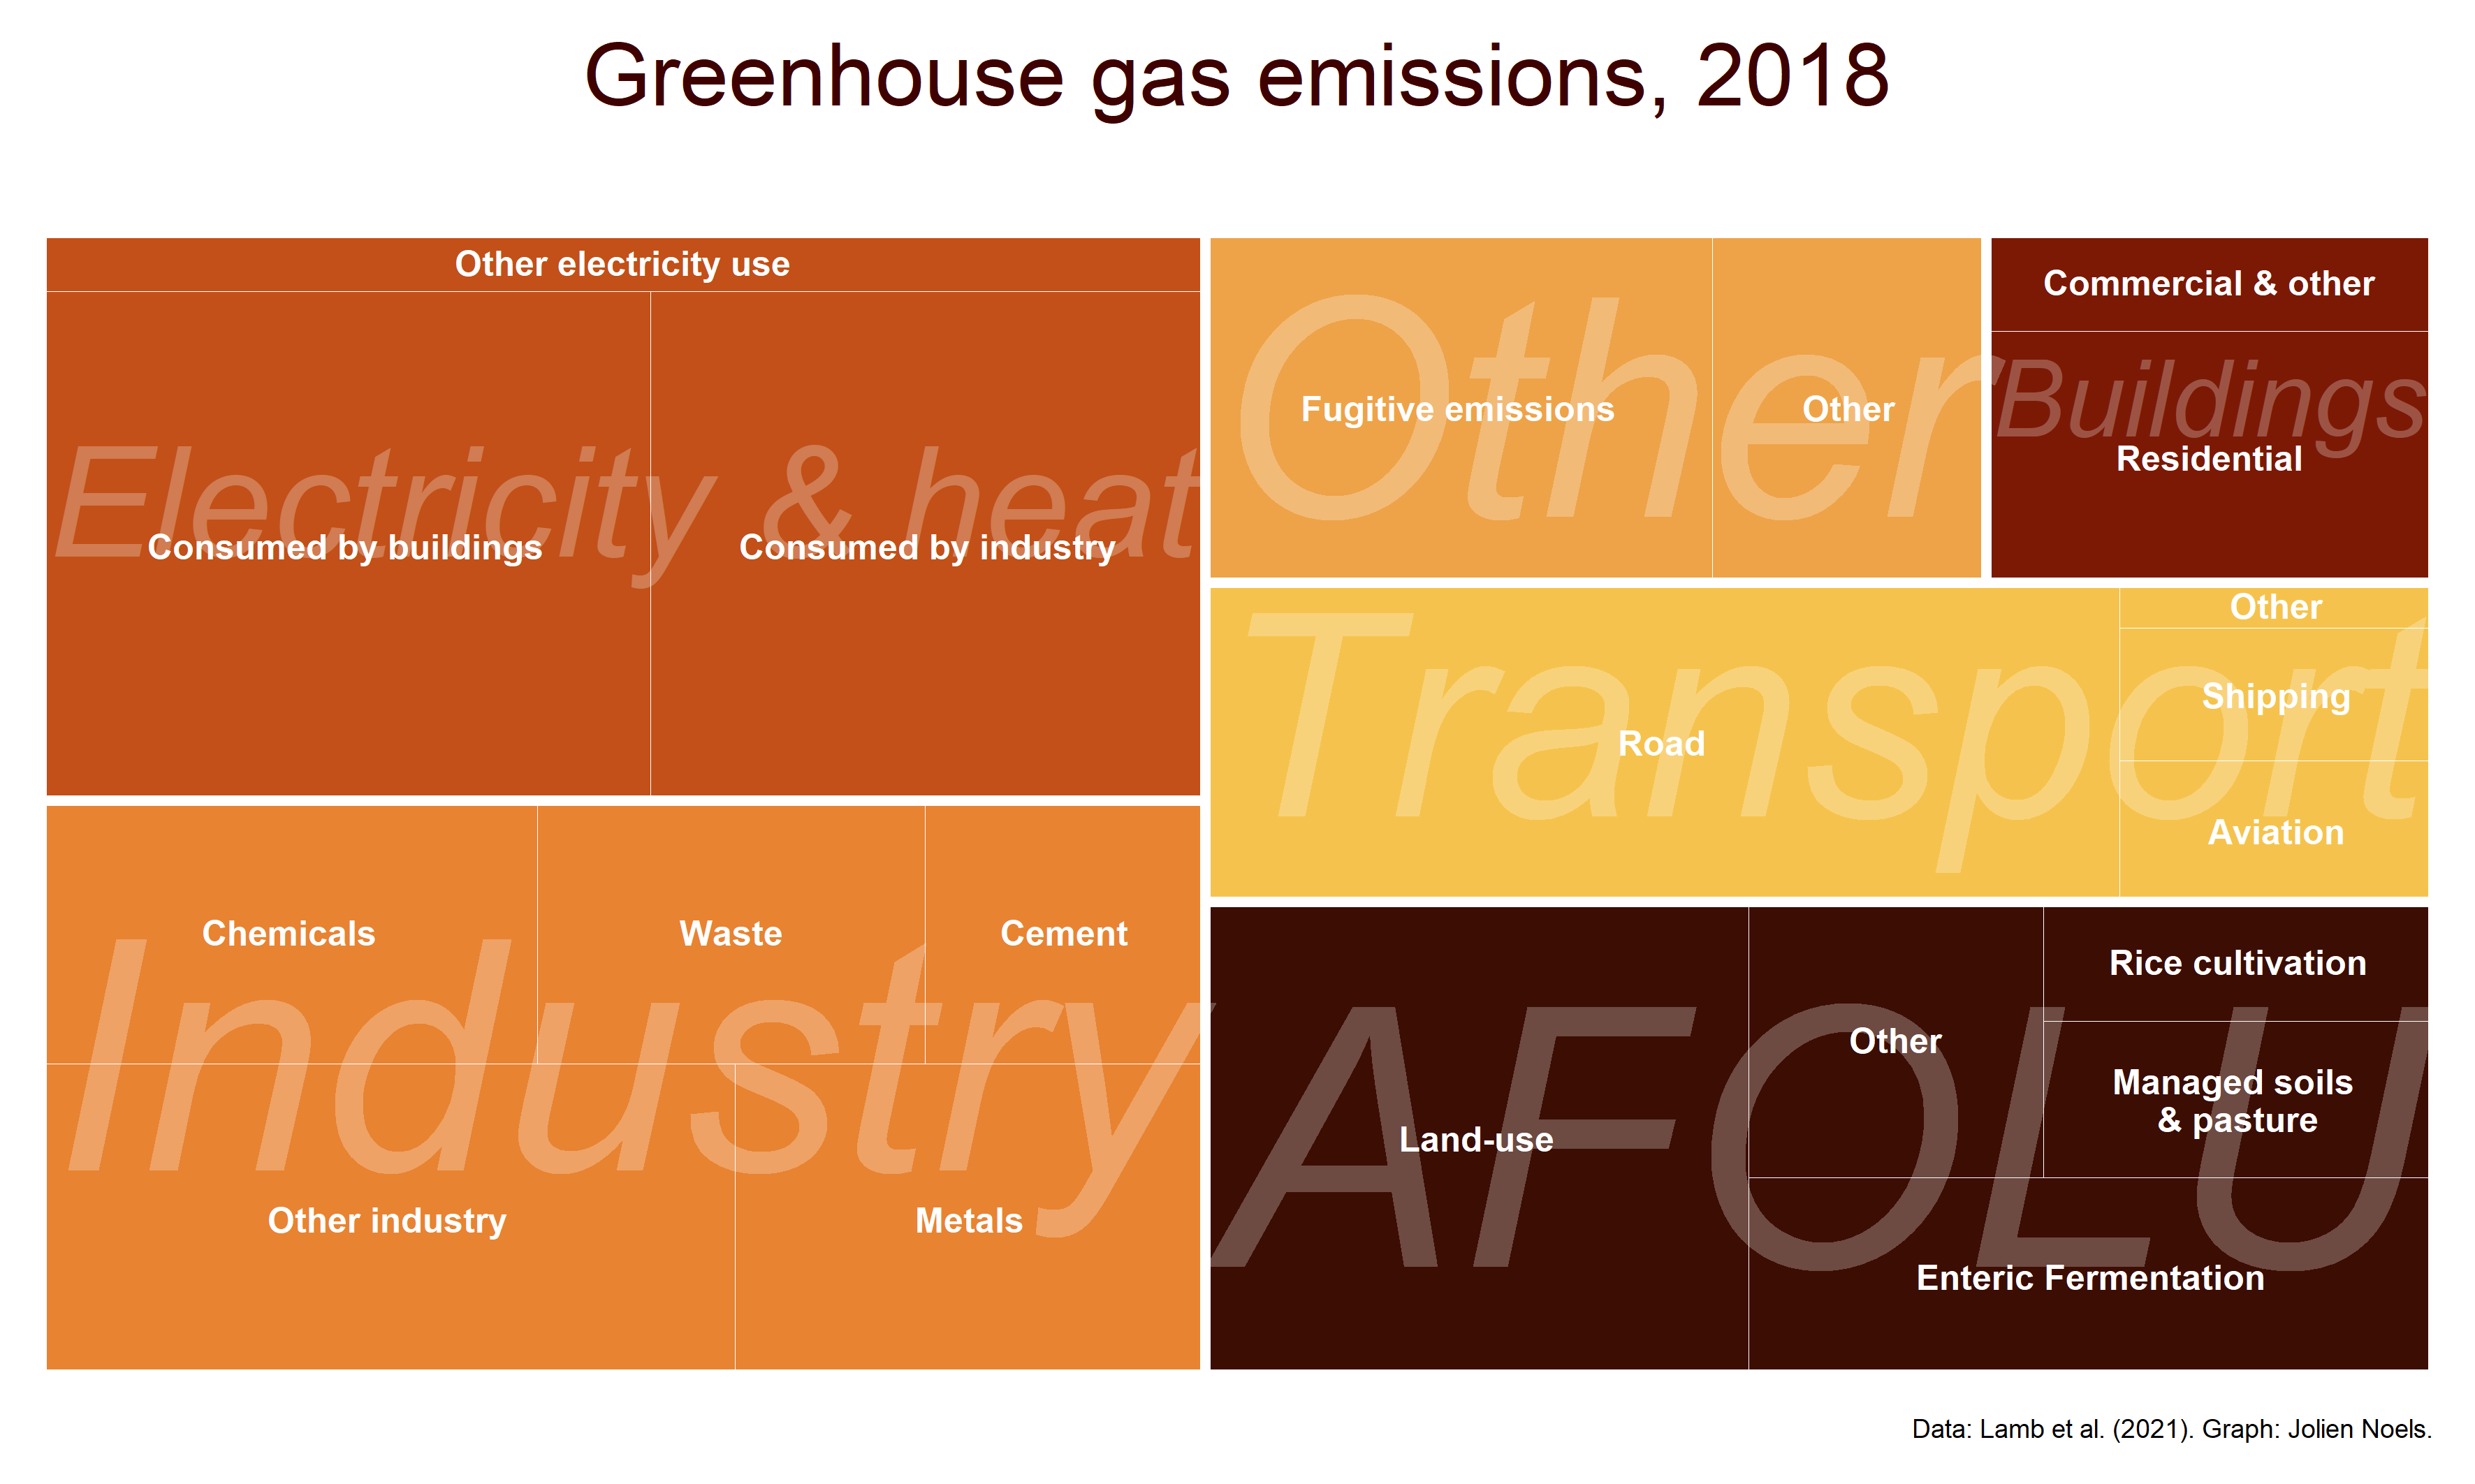 Greenhouse gas emissions, 2018
Electricity & heat
Other electricity use
Consumed by buildings
Consumed by industry
Industry
Chemicals
Waste
Cement
Other industry
Metals
Other
Fugitive emissions
Other
Buildings
Commercial & other
Residential
Transport
Road
Other
Shipping
Aviation
AFOLU
Land-use
Other
Rice cultivation
Managed soils
& pasture
Enteric Fermentation
Data: Lamb et al. (2021). Graph: Jolien Noels.